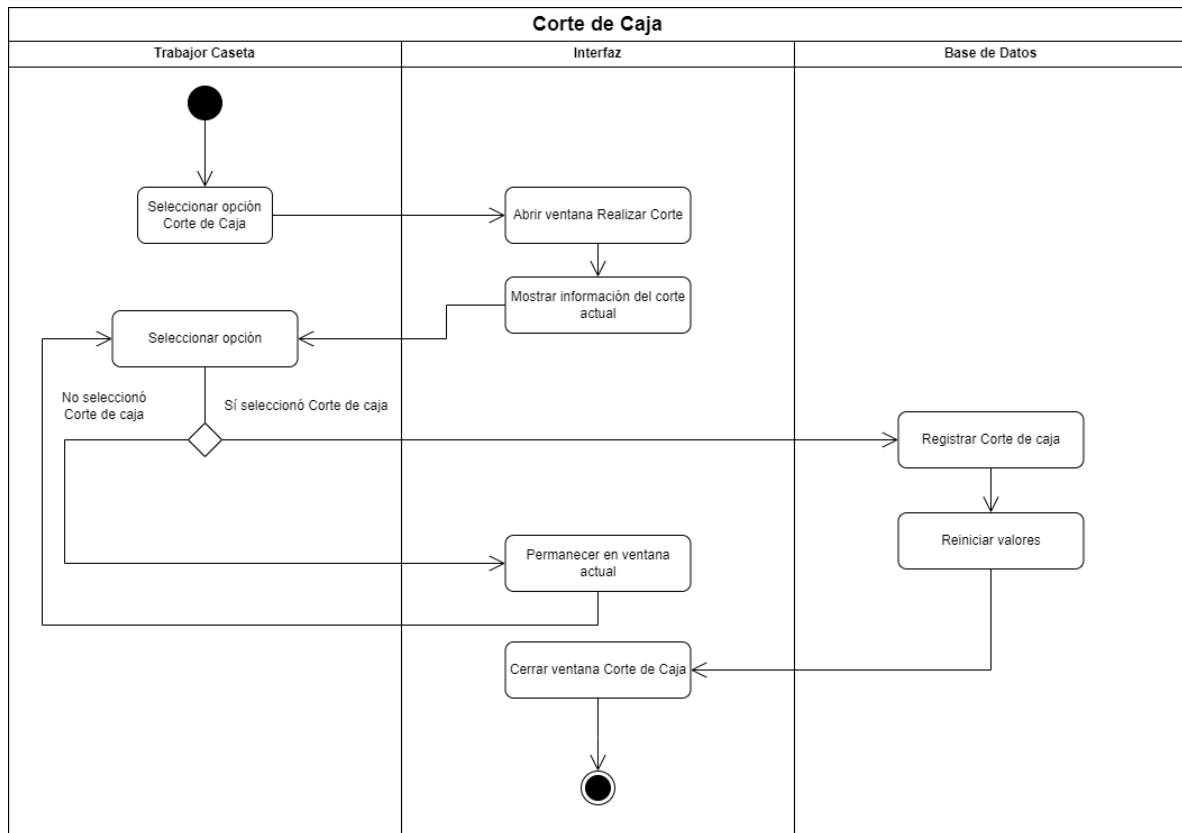 Corte de Caja
Trabajor Caseta
Interfaz
Base de Datos
Seleccionar opción
Corte de Caja
Abrir ventana Realizar Corte
Mostrar información del corte
actual
Seleccionar opción
No seleccionó
Corte de caja
Sí seleccionó Corte de caja
Registrar Corte de caja
Reiniciar valores
Permanecer en ventana
actual
Cerrar ventana Corte de Caja